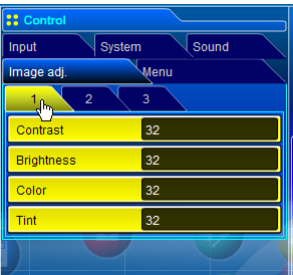 Control
Input System Sound
Image adj. Menu
1 2 3
Contrast 32
Brightness 32
Color 32
Tint 32